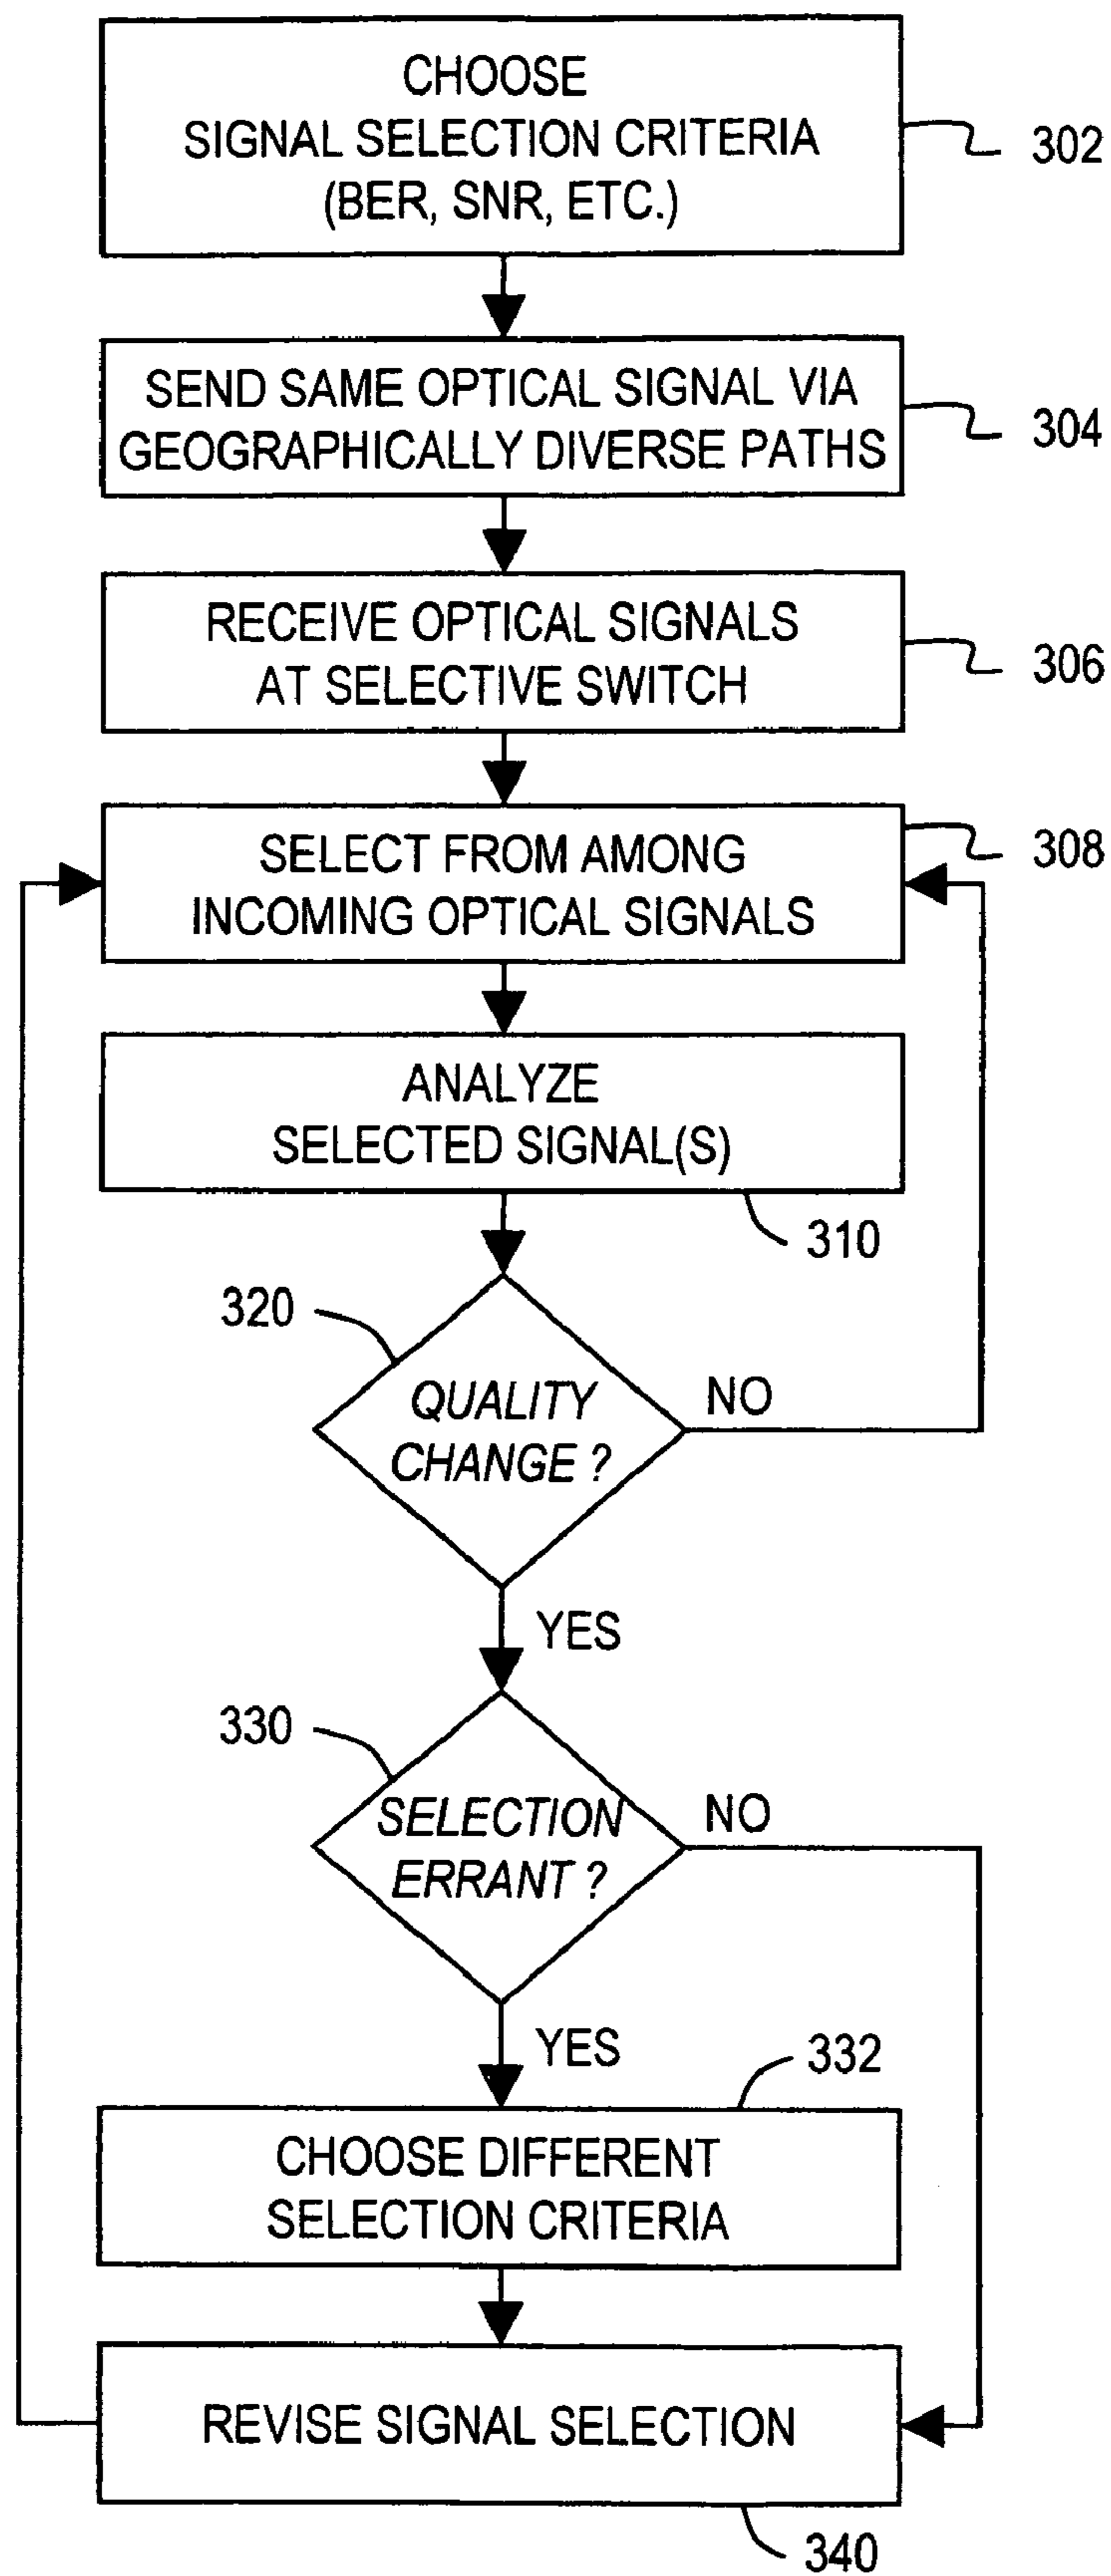 CHOOSE
SIGNAL SELECTION CRITERIA
(BER, SNR, ETC.)
302
SEND SAME OPTICAL SIGNAL VIA
GEOGRAPHICALLY DIVERSE PATHS
304
RECEIVE OPTICAL SIGNALS
AT SELECTIVE SWITCH
306
SELECT FROM AMONG
INCOMING OPTICAL SIGNALS
308
ANALYZE
SELECTED SIGNAL(S)
310
320
QUALITY
CHANGE ?
NO
YES
330
SELECTION
ERRANT ?
NO
YES
332
CHOOSE DIFFERENT
SELECTION CRITERIA
REVISE SIGNAL SELECTION
340